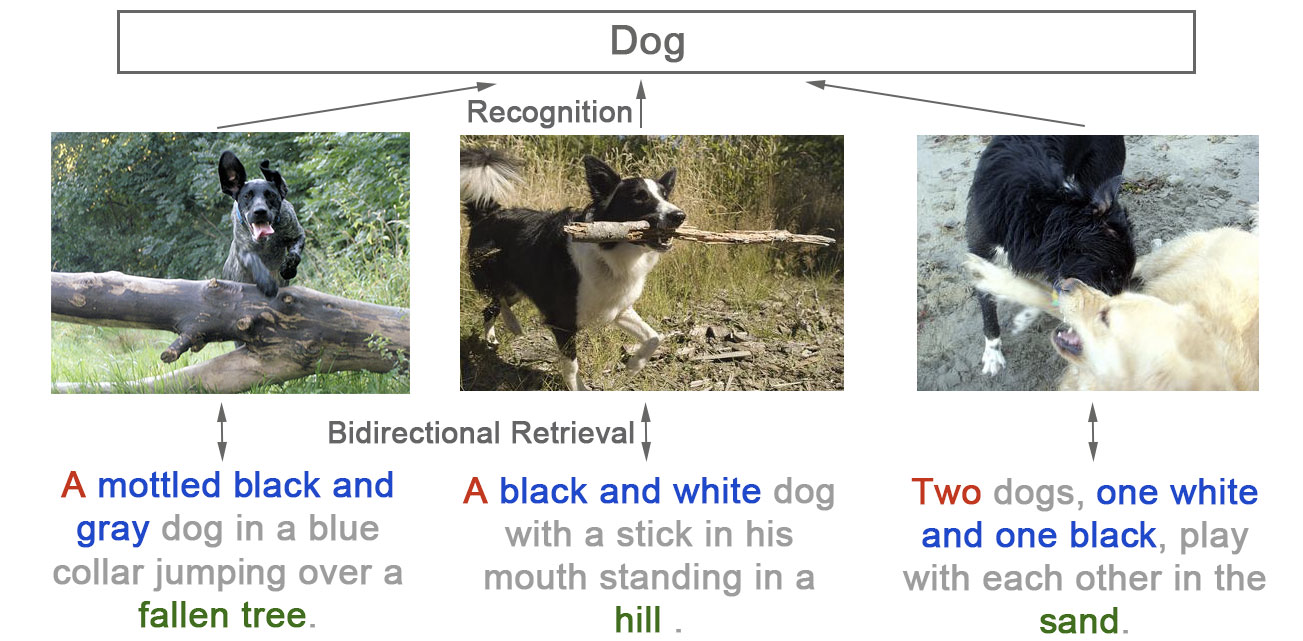 Dog
Recognition
Bidirectional Retrieval
A mottled black and
gray dog in a blue
collar jumping over a
fallen tree.
A black and white dog
with a stick in his
mouth standing in a
hill .
Two dogs, one white
and one black, play
with each other in the
sand.